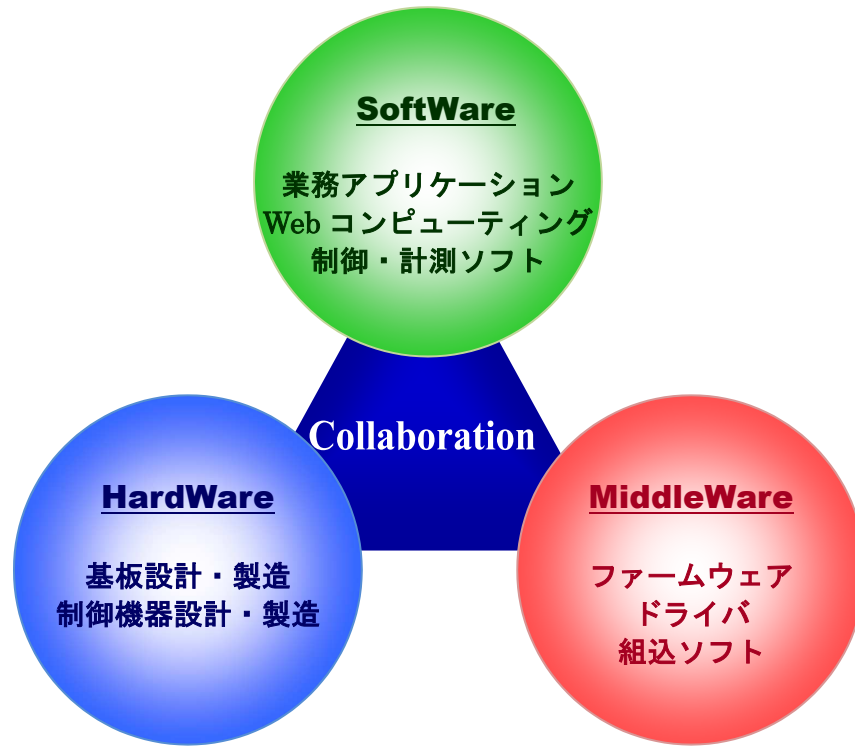 SoftWare
業務アプリケーション
Web コンピューティング
制御・計測ソフト
Collaboration
HardWare
基板設計・製造
制御機器設計・製造
MiddleWare
ファームウェア
ドライバ
組込ソフト